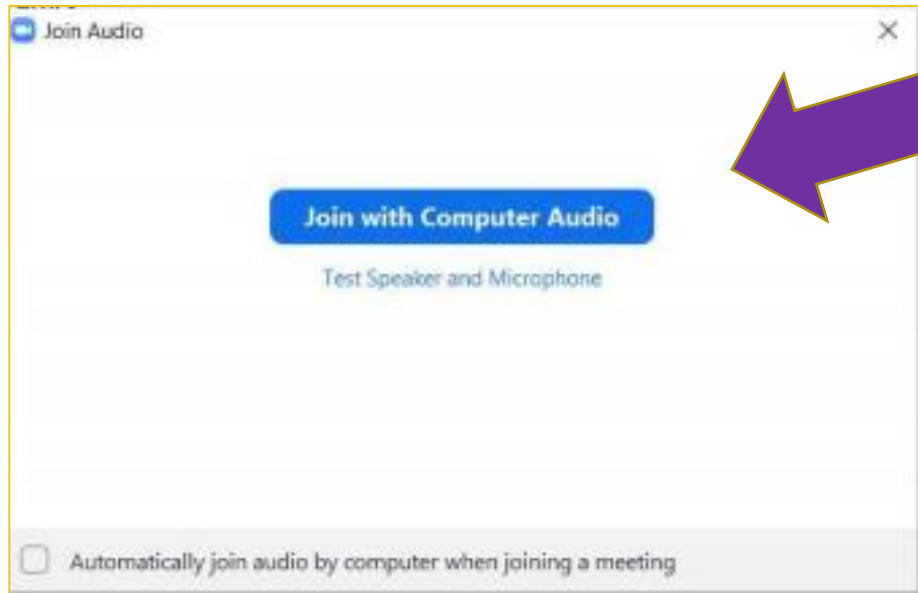 Join Audio
Join with Computer Audio
Test Speaker and Microphone
Automatically join audio by computer when joining a meeting